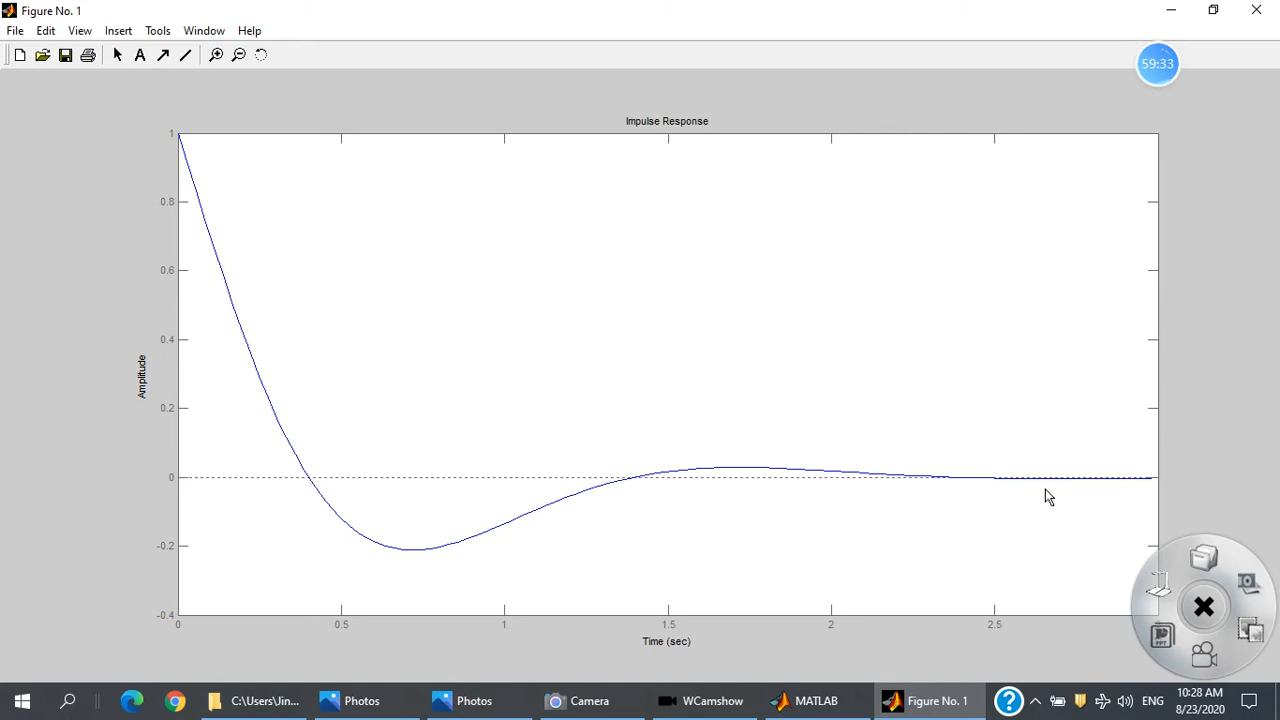 Figure No. 1
File Edit View Insert Tools Window Help
59:33
Impulse Response
1
0.8
0.6
0.4
0.2
0
-0.2
-0.4
Amplitude
0 0.5 1 1.5 2 2.5
Time (sec)
PPT
C:\Users\Jin... Photos Photos Camera WCamshow MATLAB Figure No. 1 ENG 10:28 AM
8/23/2020